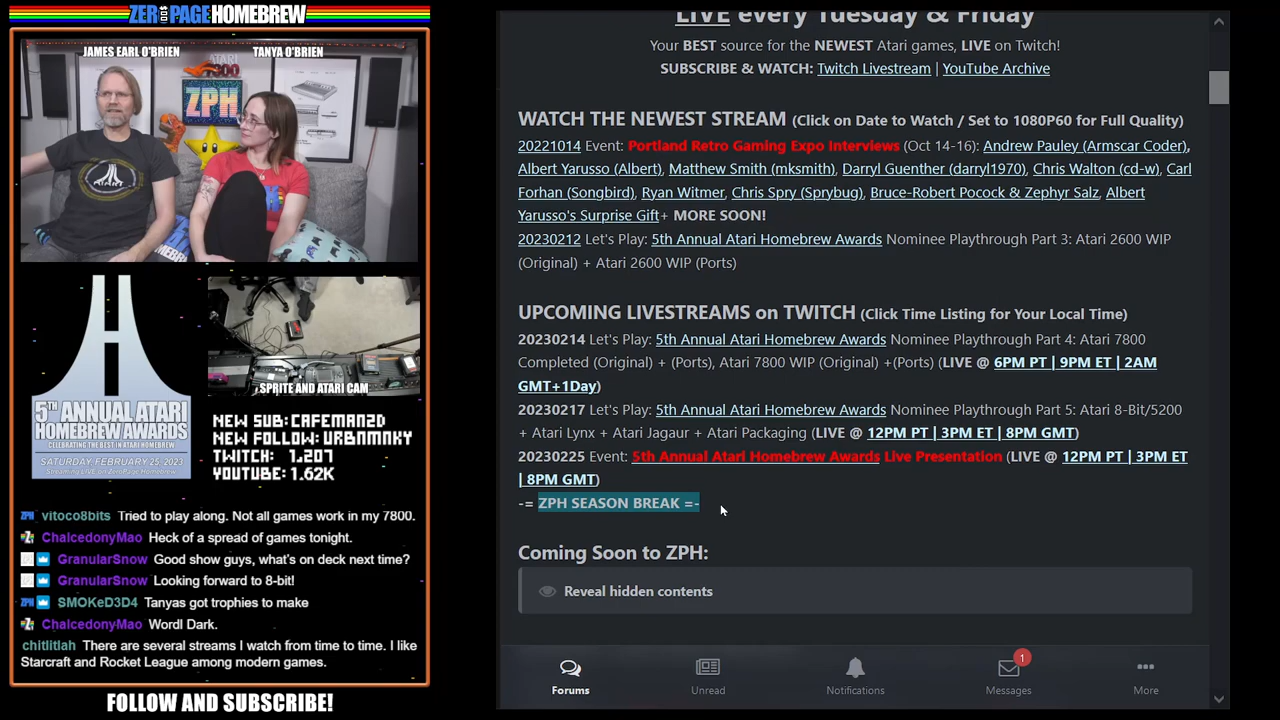 ZEROPAGE HOMEBREW
JAMES EARL O'BRIEN
TANYA O'BRIEN
ZPH
SPRITE AND ATARI CAM
5TH ANNUAL ATARI
HOMEBREW AWARDS
CELEBRATING THE BEST IN ATARI HOMEBREW
SATURDAY, FEBRUARY 25, 2023
Streaming LIVE on ZeroPage Homebrew
NEW SUB:CAFEMAN2D
NEW FOLLOW:URBAMNKY
TWITCH: 1,207
YOUTUBE: 1.62K
vitoco8bits Tried to play along. Not all games work in my 7800.
ChalcedonyMao Heck of a spread of games tonight.
GranularSnow Good show guys, what's on deck next time?
GranularSnow Looking forward to 8-bit!
SMOKeD3D4 Tanyas got trophies to make
ChalcedonyMao Wordl Dark.
chitlitlah There are several streams I watch from time to time. I like
Starcraft and Rocket League among modern games.
FOLLOW AND SUBSCRIBE!
LIVE every Tuesday & Friday
Your BEST source for the NEWEST Atari games, LIVE on Twitch!
SUBSCRIBE & WATCH: Twitch Livestream | YouTube Archive
WATCH THE NEWEST STREAM (Click on Date to Watch / Set to 1080P60 for Full Quality)
20221014 Event: Portland Retro Gaming Expo Interviews (Oct 14-16): Andrew Pauley (Armscar Coder),
Albert Yarusso (Albert), Matthew Smith (mksmith), Darryl Guenther (darryl1970), Chris Walton (cd-w), Carl
Forhan (Songbird), Ryan Witmer, Chris Spry (Sprybug), Bruce-Robert Pocock & Zephyr Salz, Albert
Yarusso's Surprise Gift+ MORE SOON!
20230212 Let's Play: 5th Annual Atari Homebrew Awards Nominee Playthrough Part 3: Atari 2600 WIP
(Original) + Atari 2600 WIP (Ports)
UPCOMING LIVESTREAMS on TWITCH (Click Time Listing for Your Local Time)
20230214 Let's Play: 5th Annual Atari Homebrew Awards Nominee Playthrough Part 4: Atari 7800
Completed (Original) + (Ports), Atari 7800 WIP (Original) +(Ports) (LIVE @ 6PM PT | 9PM ET | 2AM
GMT+1Day)
20230217 Let's Play: 5th Annual Atari Homebrew Awards Nominee Playthrough Part 5: Atari 8-Bit/5200
+ Atari Lynx + Atari Jagaur + Atari Packaging (LIVE @ 12PM PT | 3PM ET | 8PM GMT)
20230225 Event: 5th Annual Atari Homebrew Awards Live Presentation (LIVE @ 12PM PT | 3PM ET
| 8PM GMT)
-= ZPH SEASON BREAK =-
Coming Soon to ZPH:
Reveal hidden contents
1
Forums
Unread
Notifications
Messages
More